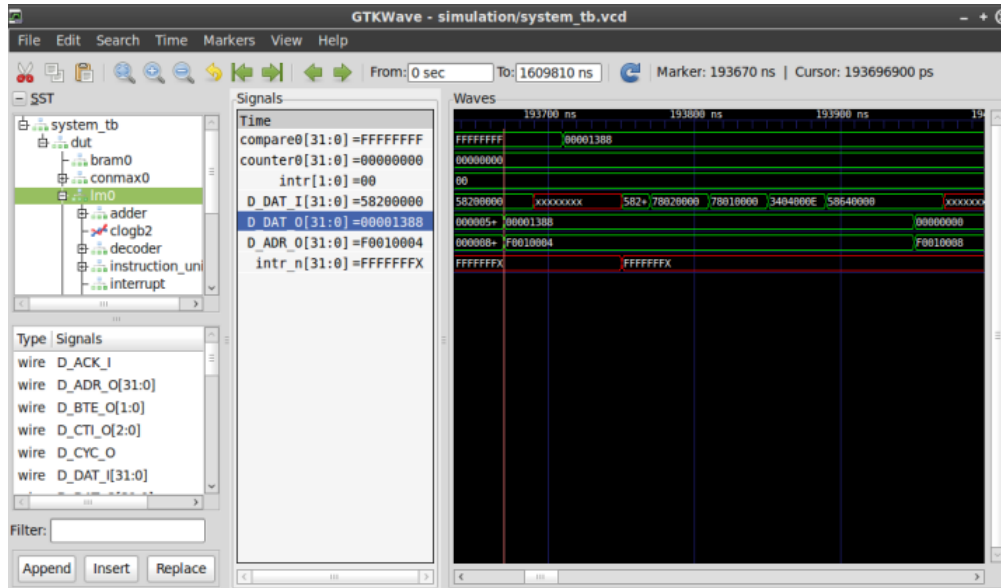 GTKWave - simulation/system_tb.vcd
File Edit Search Time Markers View Help
From: 0 sec To: 1609810 ns Marker: 193670 ns | Cursor: 193696900 ps
SST
system_tb
dut
bram0
conmax0
lm0
adder
clogb2
decoder
instruction_uni
interrupt
Type Signals
wire D_ACK_I
wire D_ADR_O[31:0]
wire D_BTE_O[1:0]
wire D_CTI_O[2:0]
wire D_CYC_O
wire D_DAT_I[31:0]
Filter:
Append Insert Replace
Signals
Time
compare0[31:0] =FFFFFFFF
counter0[31:0] =00000000
intr[1:0] =00
D_DAT_I[31:0] =58200000
D_DAT_O[31:0] =00001388
D_ADR_O[31:0] =F0010004
intr_n[31:0] =FFFFFFFX
Waves
193700 ns 193800 ns 193900 ns 19
FFFFFFFF 00001388
00000000
00
58200000 xxxxxxxx 582+ 78020000 78010000 3404000E 58640000 xxxxxxx
000005+ 00001388 00000000
000008+ F0010004 F0010008
FFFFFFFX FFFFFFFX